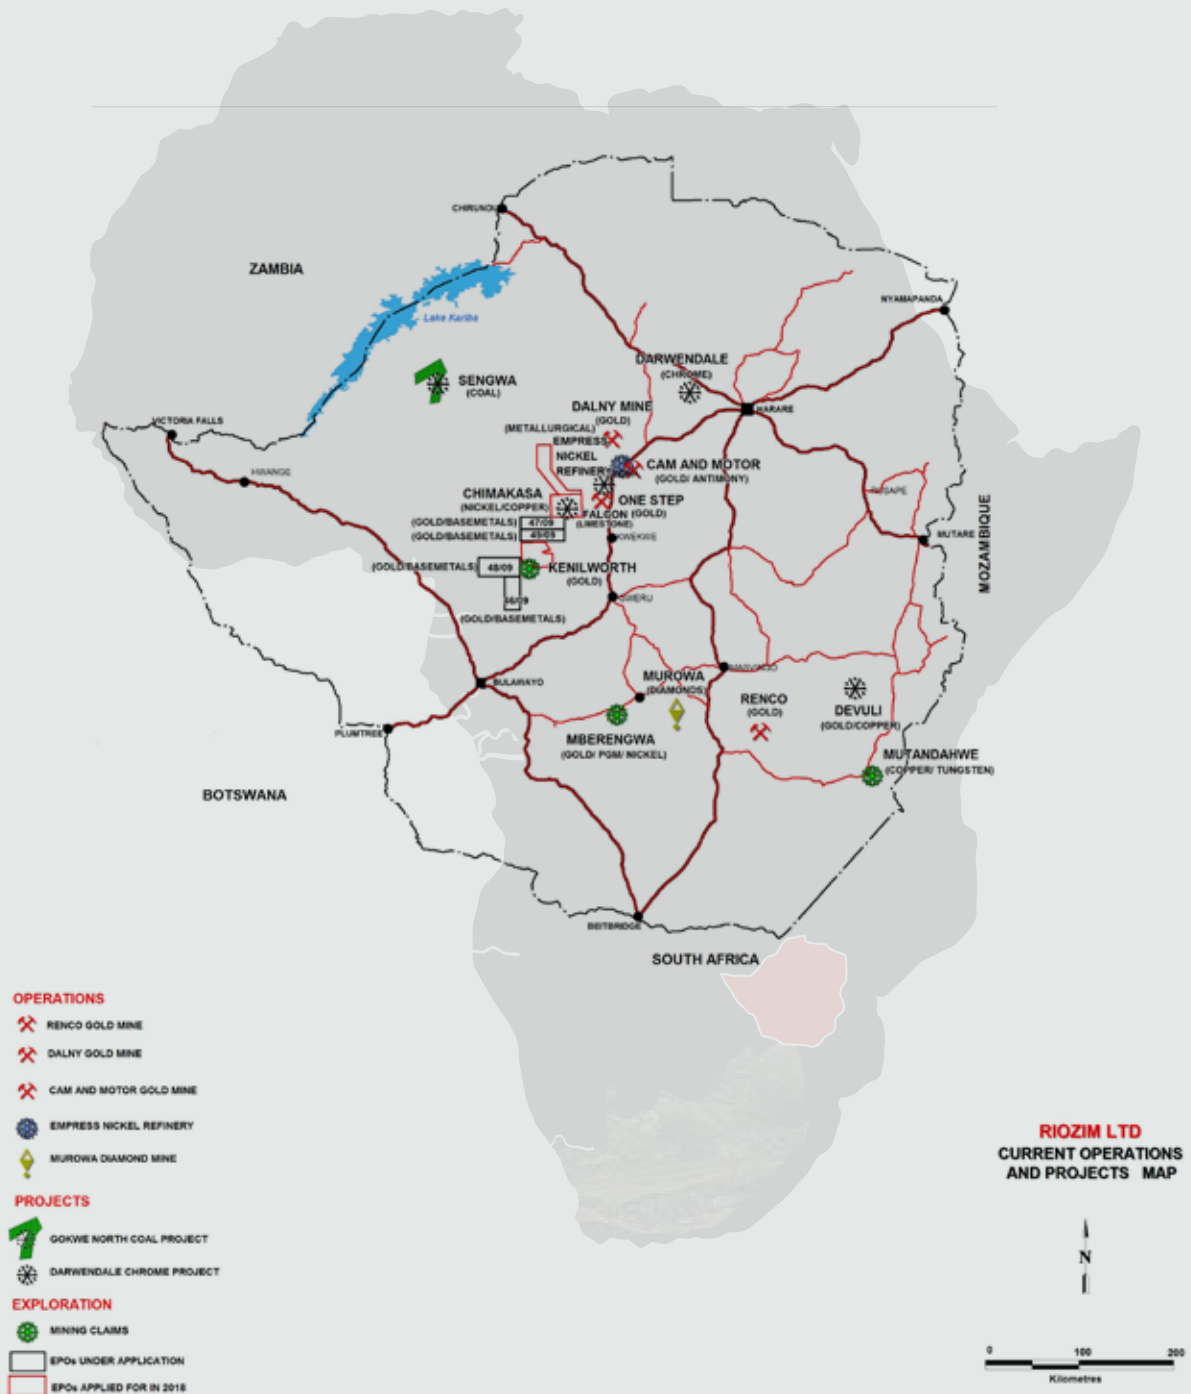 CHIRUNDU
ZAMBIA
Lake Kariba
NYAMAPANDA
DARWENDALE
(CHROME)
SENGWA
(COAL)
HARARE
DALNY MINE
(GOLD)
VICTORIA FALLS
(METALLURGICAL)
EMPRESS
NICKEL
REFINERY
CAM AND MOTOR
(GOLD/ ANTIMONY)
HWANGE
RUSAPE
CHIMAKASA
(NICKEL/COPPER)
ONE STEP
(GOLD)
FALCON
(LIMESTONE)
(GOLD/BASEMETALS)
47/09
(GOLD/BASEMETALS)
45/09
KWEKWE
MUTARE
MOZAMBIQUE
(GOLD/BASEMETALS)
48/09
KENILWORTH
(GOLD)
46/09
GWERU
(GOLD/BASEMETALS)
MASVINGO
BULAWAYO
MUROWA
(DIAMONDS)
RENCO
(GOLD)
DEVULI
(GOLD/COPPER)
PLUMTREE
MBERENGWA
(GOLD/ PGM/ NICKEL)
MUTANDAHWE
(COPPER/ TUNGSTEN)
BOTSWANA
BEITBRIDGE
SOUTH AFRICA
OPERATIONS
RENCO GOLD MINE
DALNY GOLD MINE
CAM AND MOTOR GOLD MINE
EMPRESS NICKEL REFINERY
MUROWA DIAMOND MINE
PROJECTS
GOKWE NORTH COAL PROJECT
DARWENDALE CHROME PROJECT
EXPLORATION
MINING CLAIMS
EPOs UNDER APPLICATION
EPOs APPLIED FOR IN 2018
RIOZIM LTD
CURRENT OPERATIONS
AND PROJECTS MAP
N
0 100 200
Kilometres